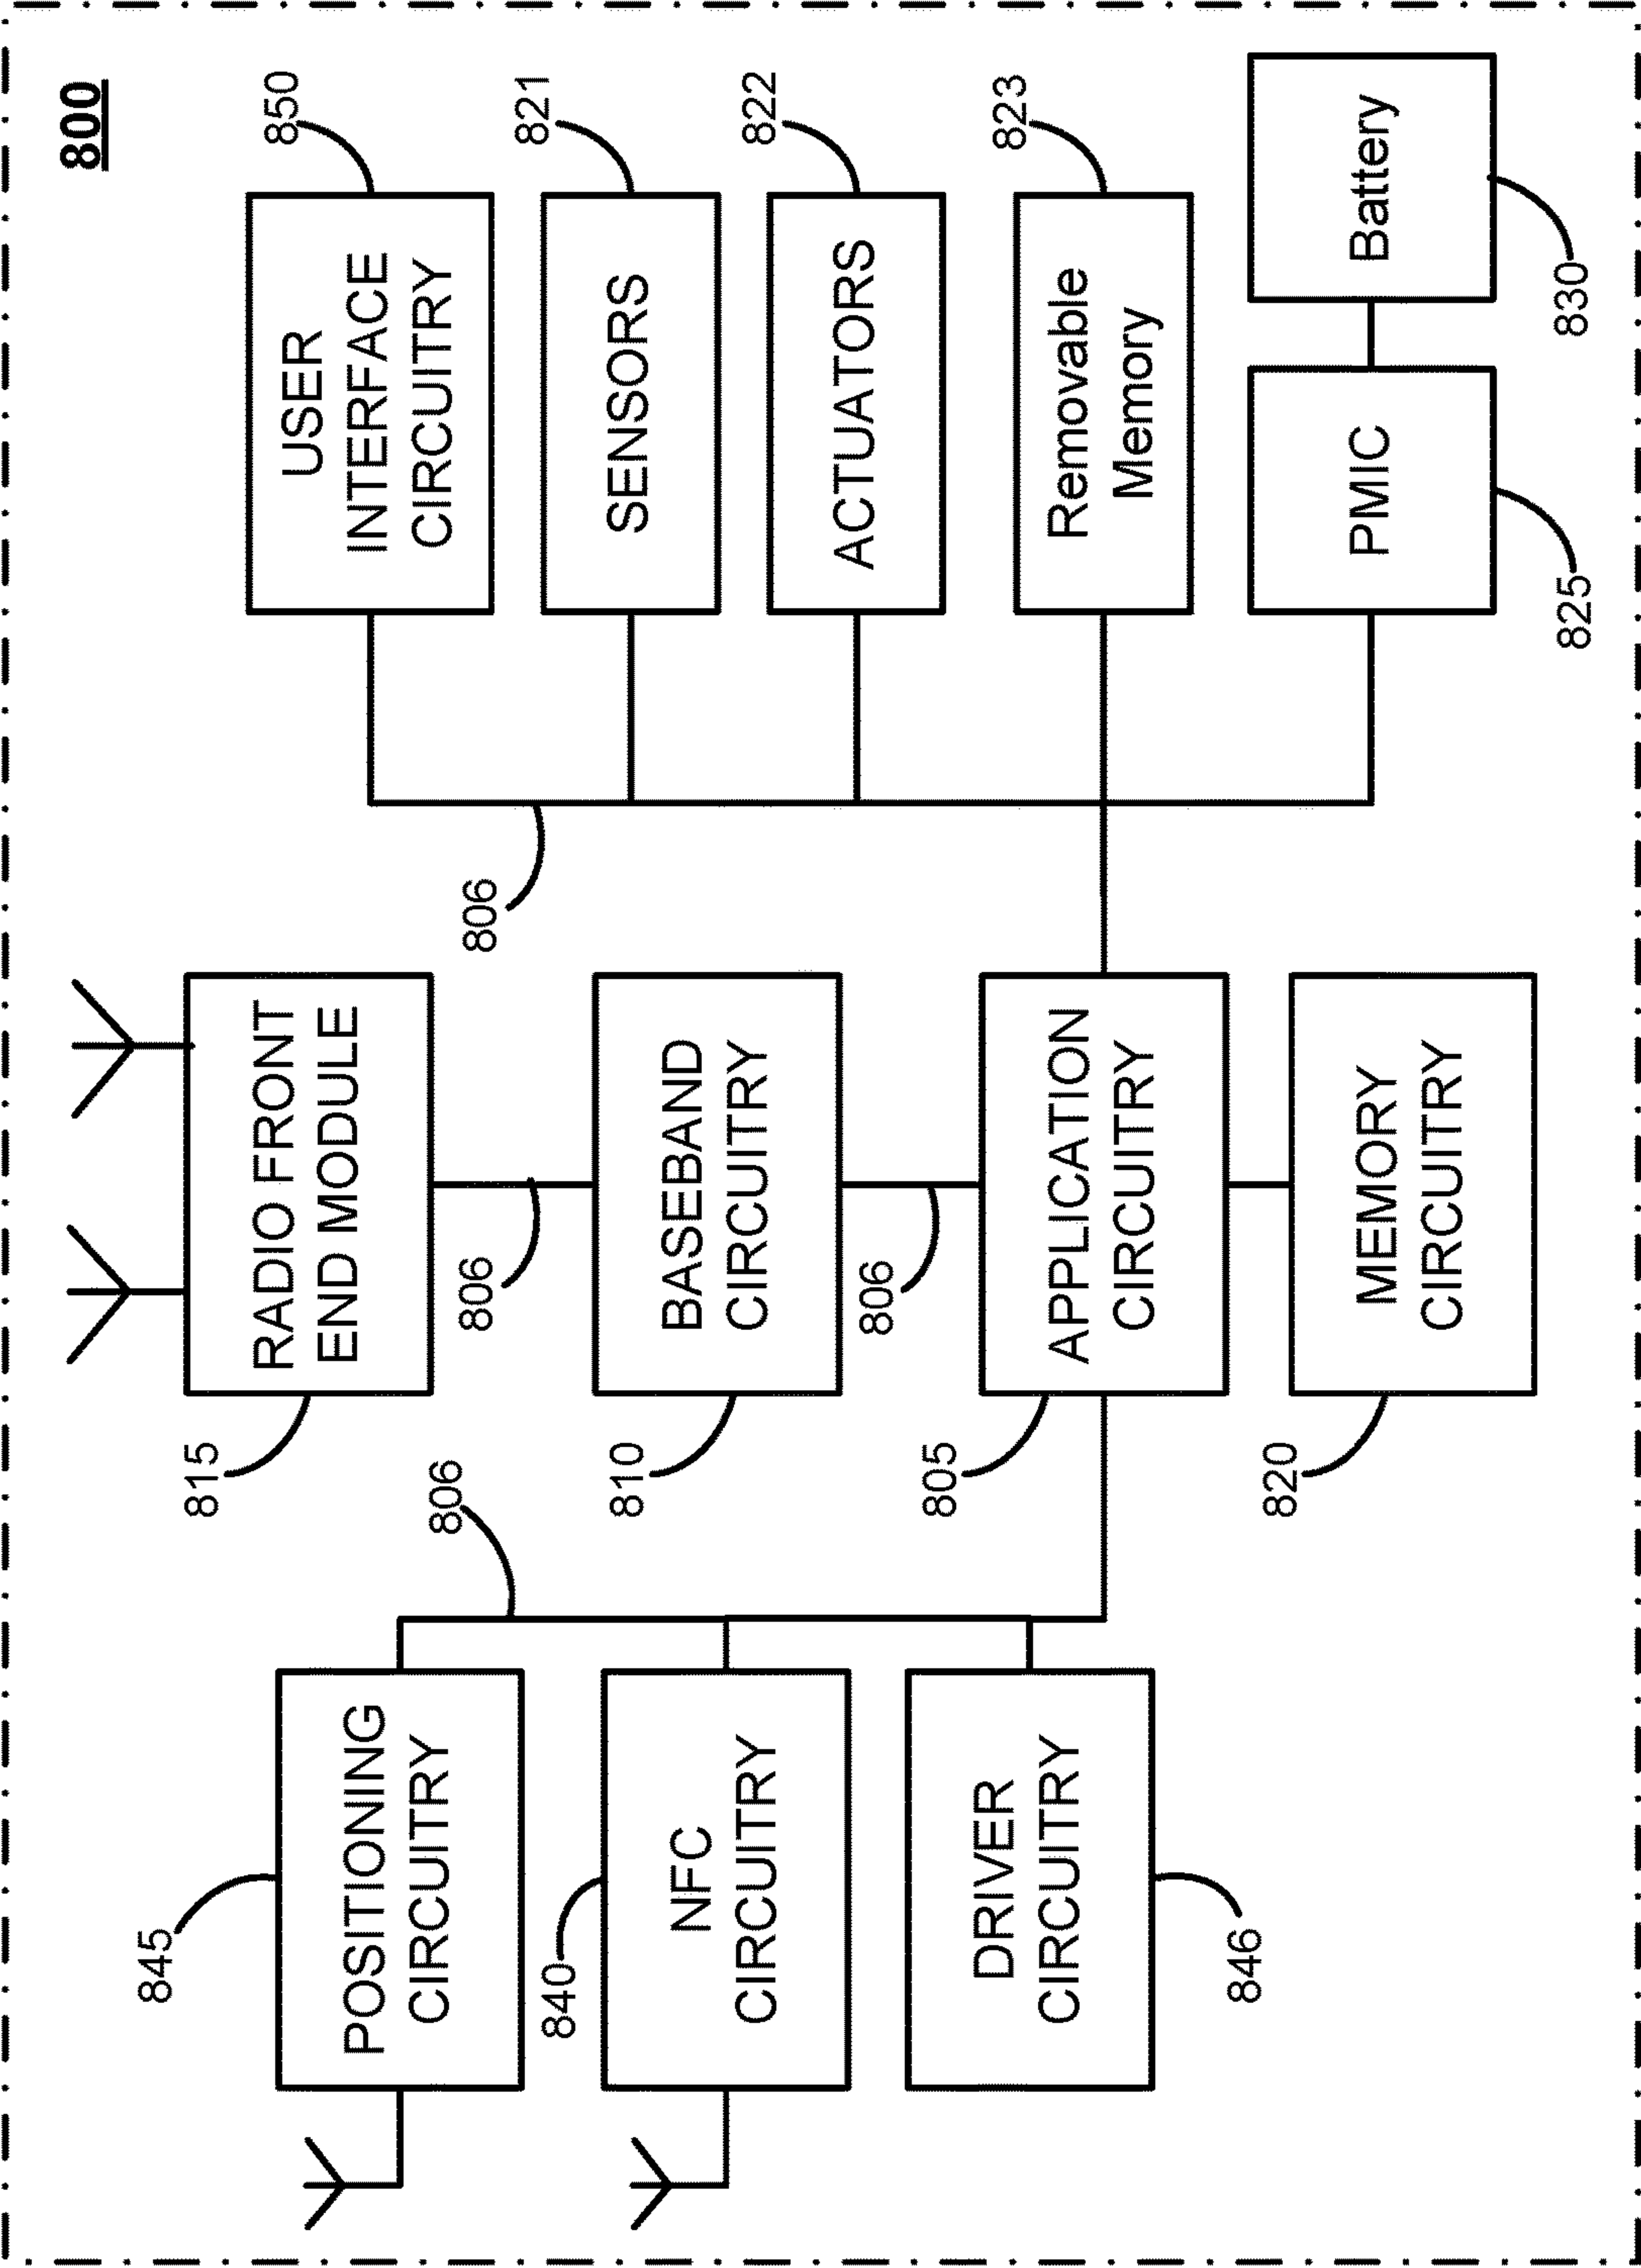 800
845
POSITIONING
CIRCUITRY
840
NFC
CIRCUITRY
DRIVER
CIRCUITRY
846
806
815
RADIO FRONT
END MODULE
806
810
BASEBAND
CIRCUITRY
806
805
APPLICATION
CIRCUITRY
820
MEMORY
CIRCUITRY
806
850
USER
INTERFACE
CIRCUITRY
821
SENSORS
822
ACTUATORS
823
Removable
Memory
PMIC
825
Battery
830